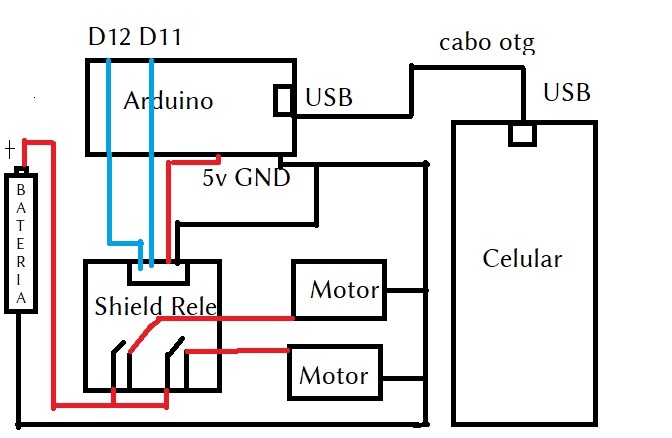 D12 D11
cabo otg
Arduino
USB
USB
+
5v GND
BATERIA
Celular
Motor
Shield Rele
Motor